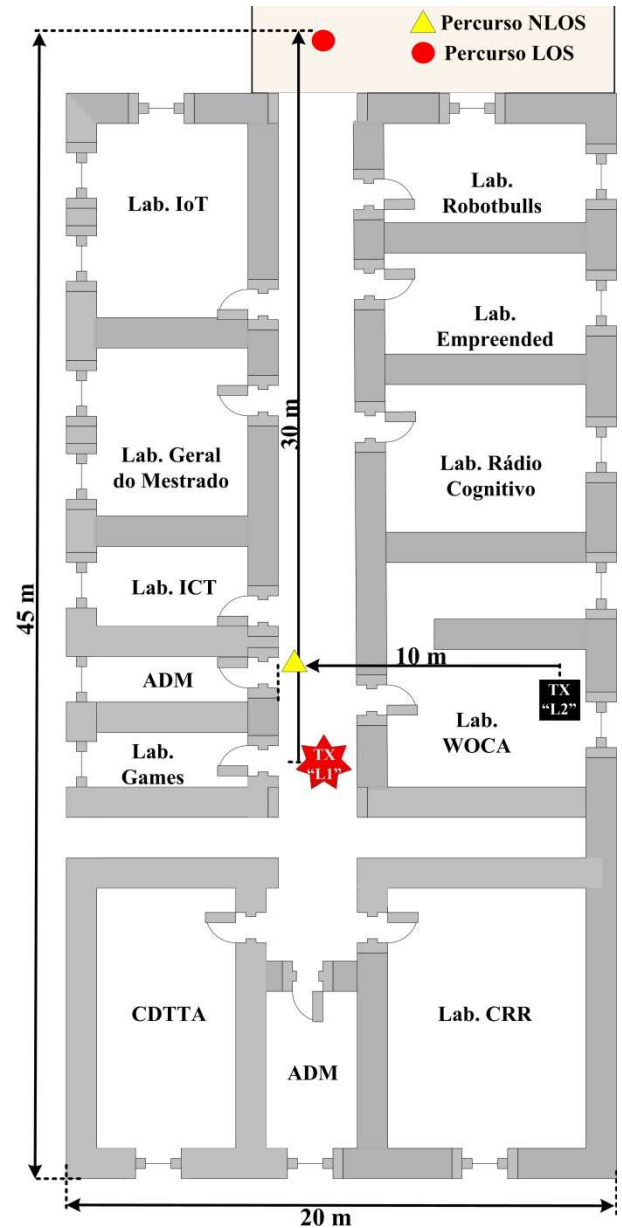 Percurso NLOS
Percurso LOS
Lab. IoT
Lab.
Robotbulls
Lab.
Empreended
30 m
Lab. Geral
do Mestrado
Lab. Rádio
Cognitivo
Lab. ICT
45 m
10 m
ADM
TX
“L2”
Lab.
WOCA
Lab.
Games
TX
“L1”
CDTTA
Lab. CRR
ADM
20 m